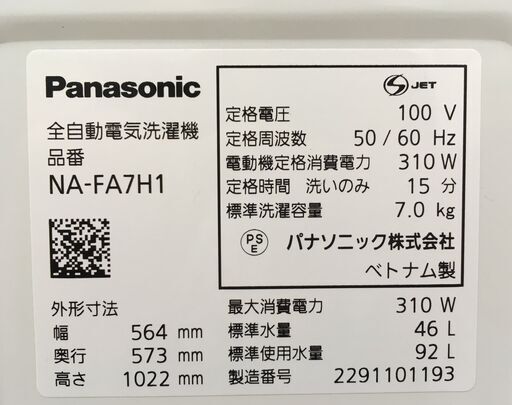 Panasonic
全自動電気洗濯機
品番
NA-FA7H1
外形寸法
幅 564 mm
奥行 573 mm
高さ 1022 mm
S JET
定格電圧 100 V
定格周波数 50 / 60 Hz
電動機定格消費電力 310 W
定格時間 洗いのみ 15 分
標準洗濯容量 7.0 kg
PS
E パナソニック株式会社
ベトナム製
最大消費電力 310 W
標準水量 46 L
標準使用水量 92 L
製造番号 2291101193